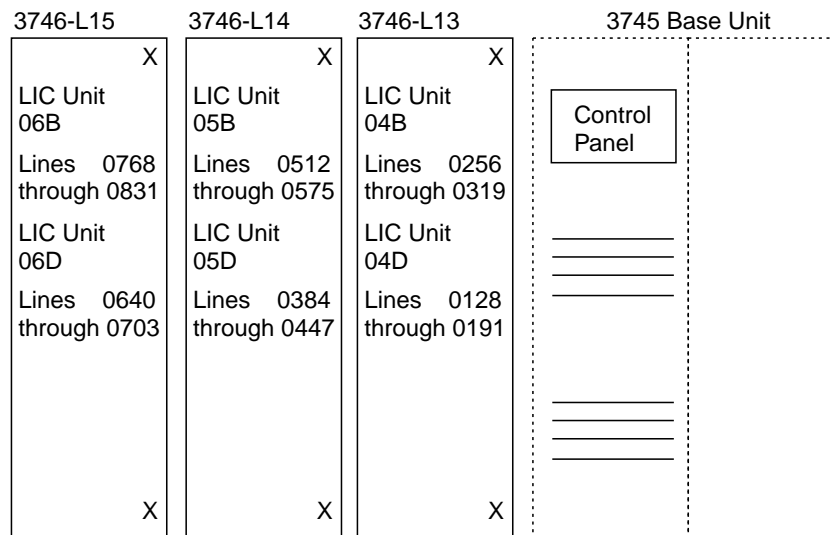 3746-L15
X
LIC Unit
06B
Lines 0768
through 0831
LIC Unit
06D
Lines 0640
through 0703
X
3746-L14
X
LIC Unit
05B
Lines 0512
through 0575
LIC Unit
05D
Lines 0384
through 0447
X
3746-L13
X
LIC Unit
04B
Lines 0256
through 0319
LIC Unit
04D
Lines 0128
through 0191
X
3745 Base Unit
Control
Panel